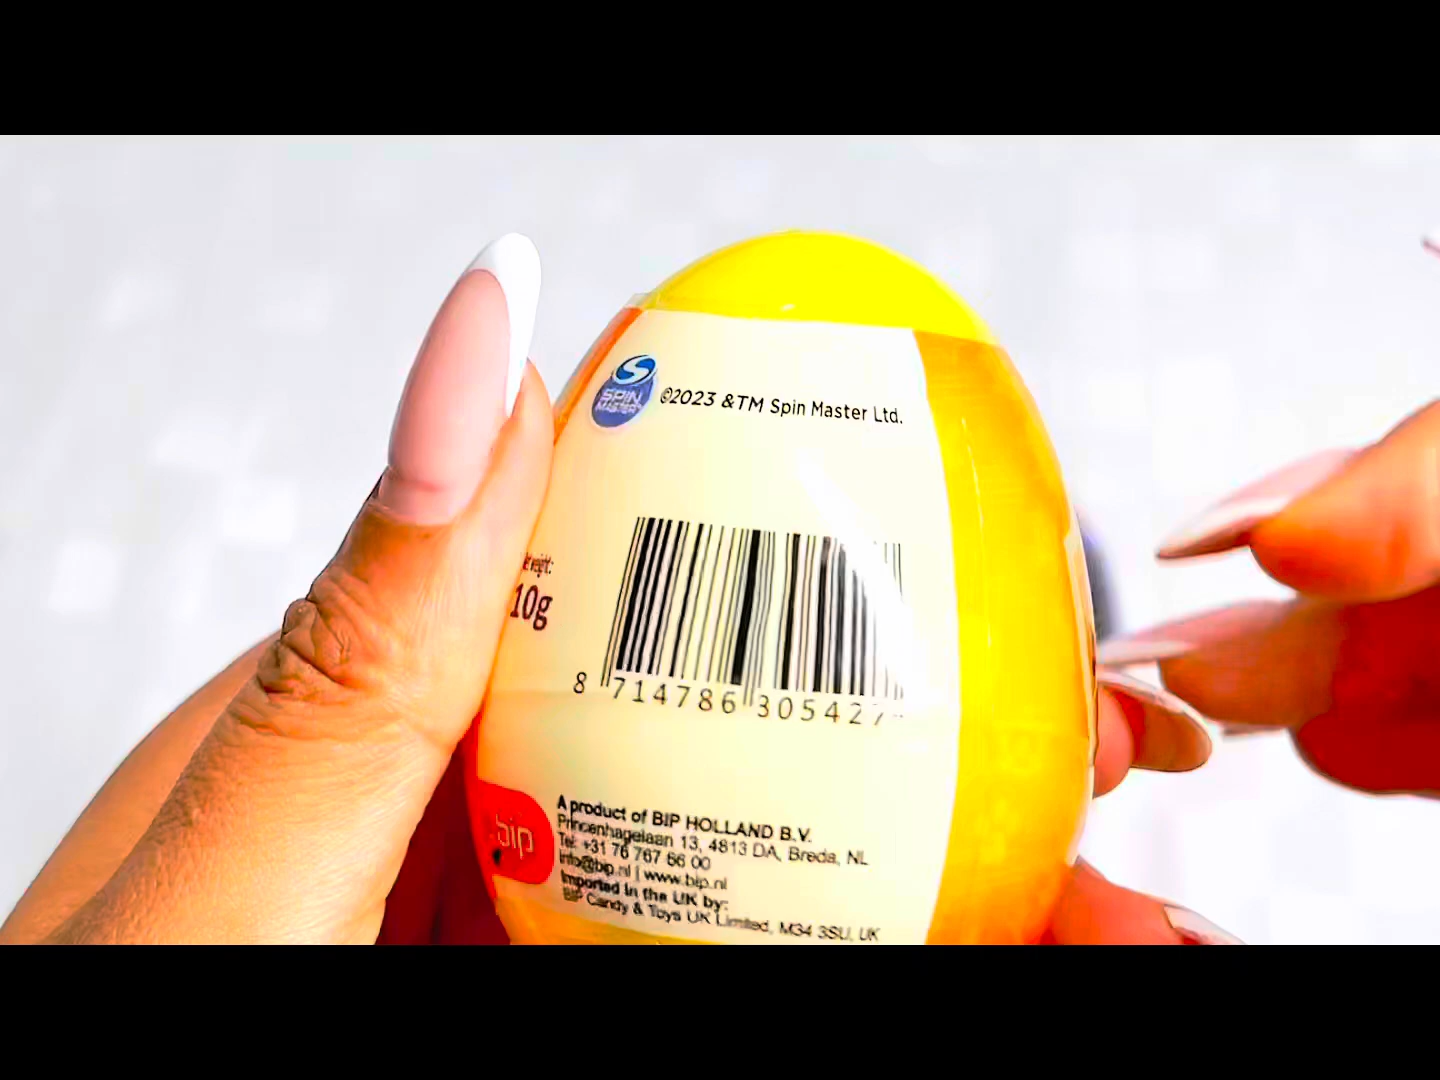 SPIN
MASTER
©2023 &TM Spin Master Ltd.
weight:
10g
8 714786 305427
bip
A product of BIP HOLLAND B.V.
Princenhagelaan 13, 4813 DA, Breda, NL
Tel: +31 76 767 66 00
info@bip.nl | www.bip.nl
Imported in the UK by:
BIP Candy & Toys UK Limited, M34 3SU, UK